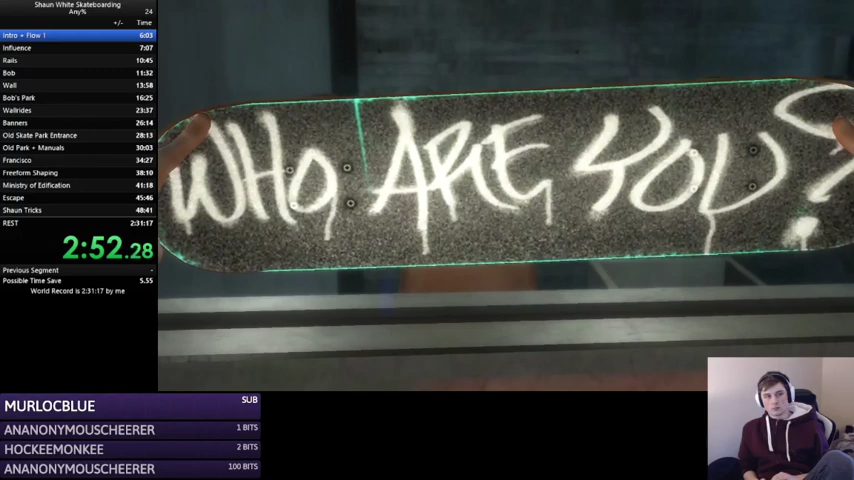 Shaun White Skateboarding
Any% 24
+/- Time
Intro + Flow 1 6:03
Influence 7:07
Rails 10:45
Bob 11:32
Wall 13:58
Bob's Park 16:25
Wallrides 23:37
Banners 26:14
Old Skate Park Entrance 28:13
Old Park + Manuals 30:03
Francisco 34:27
Freeform Shaping 38:10
Ministry of Edification 41:18
Escape 45:46
Shaun Tricks 48:41
REST 2:31:17
2:52.28
Previous Segment -
Possible Time Save 5.55
World Record is 2:31:17 by me
WHO ARE YOU?
MURLOCBLUE SUB
ANANONYMOUSCHEERER 1 BITS
HOCKEEMONKEE 2 BITS
ANANONYMOUSCHEERER 100 BITS